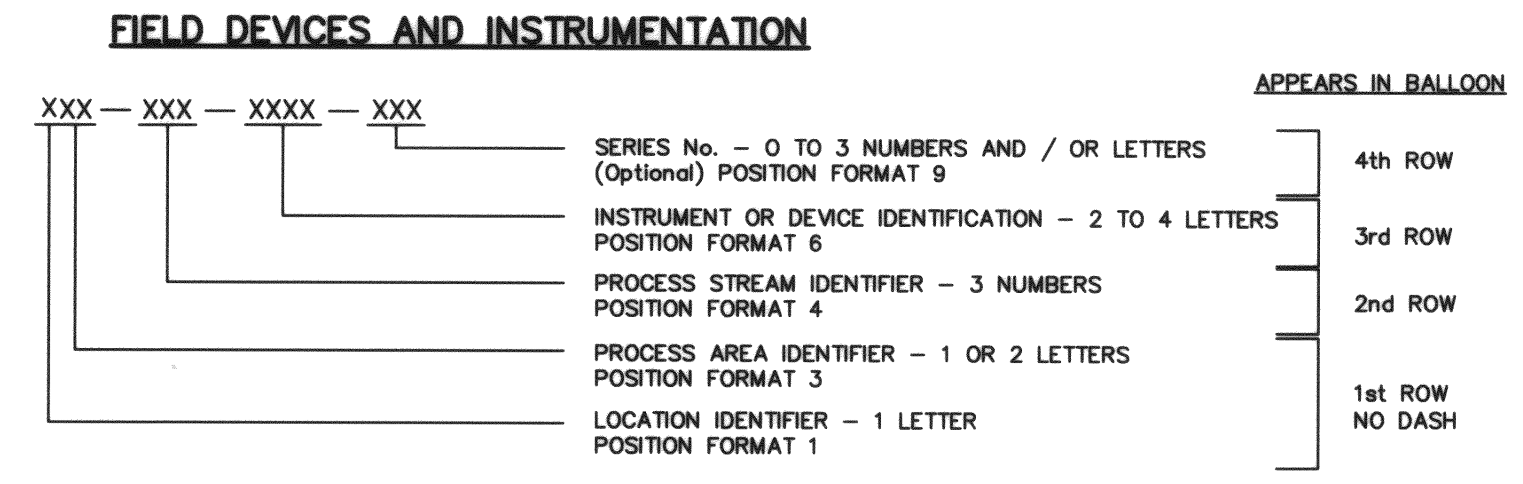 FIELD DEVICES AND INSTRUMENTATION
APPEARS IN BALLOON
XXX — XXX — XXXX — XXX
SERIES No. – 0 TO 3 NUMBERS AND / OR LETTERS
(Optional) POSITION FORMAT 9
4th ROW
INSTRUMENT OR DEVICE IDENTIFICATION – 2 TO 4 LETTERS
POSITION FORMAT 6
3rd ROW
PROCESS STREAM IDENTIFIER – 3 NUMBERS
POSITION FORMAT 4
2nd ROW
PROCESS AREA IDENTIFIER – 1 OR 2 LETTERS
POSITION FORMAT 3
LOCATION IDENTIFIER – 1 LETTER
POSITION FORMAT 1
1st ROW
NO DASH